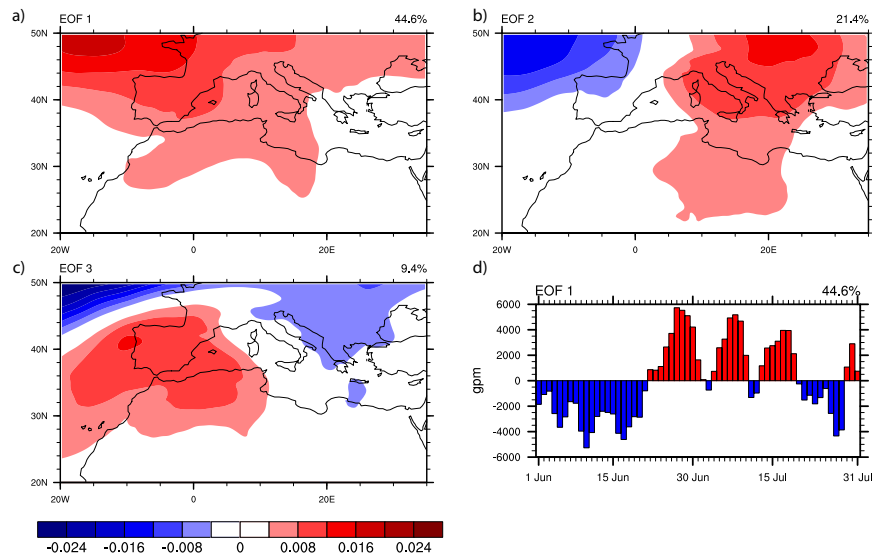 a) EOF 1 44.6%
50N
40N
30N
20N
20W 0 20E
b) EOF 2 21.4%
50N
40N
30N
20N
20W 0 20E
c) EOF 3 9.4%
50N
40N
30N
20N
20W 0 20E
-0.024 -0.016 -0.008 0 0.008 0.016 0.024
d) EOF 1 44.6%
gpm
6000
4000
2000
0
-2000
-4000
-6000
1 Jun 15 Jun 30 Jun 15 Jul 31 Jul